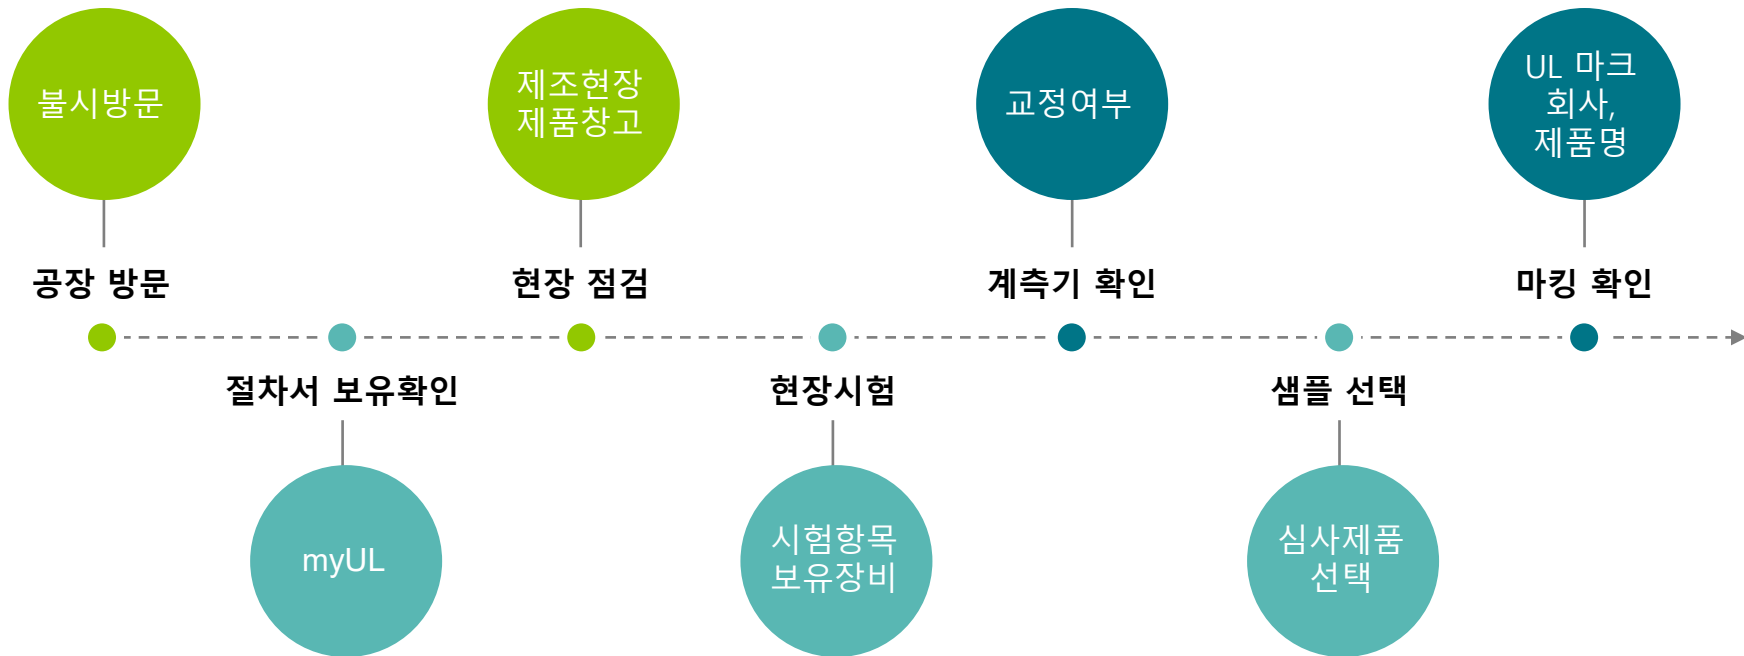 불시방문
공장 방문
절차서 보유확인
myUL
제조현장
제품창고
현장 점검
현장시험
시험항목
보유장비
교정여부
계측기 확인
샘플 선택
심사제품
선택
UL 마크
회사,
제품명
마킹 확인